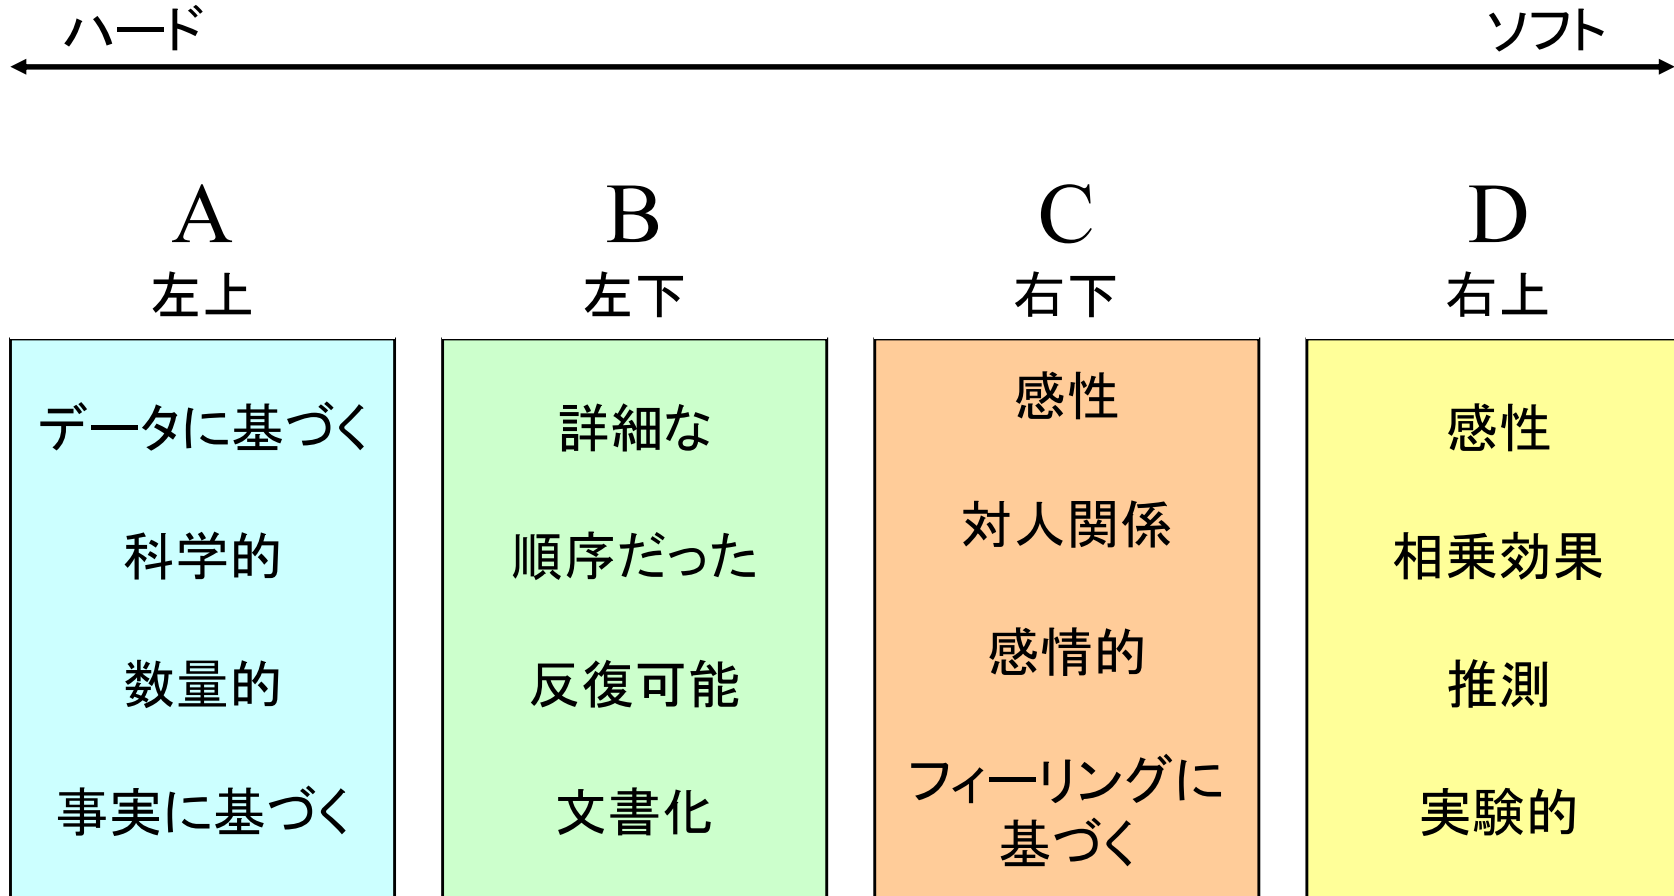 ハード
ソフト
A
B
C
D
左上
左下
右下
右上
データに基づく
科学的
数量的
事実に基づく
詳細な
順序だった
反復可能
文書化
感性
対人関係
感情的
フィーリングに
基づく
感性
相乗効果
推測
実験的